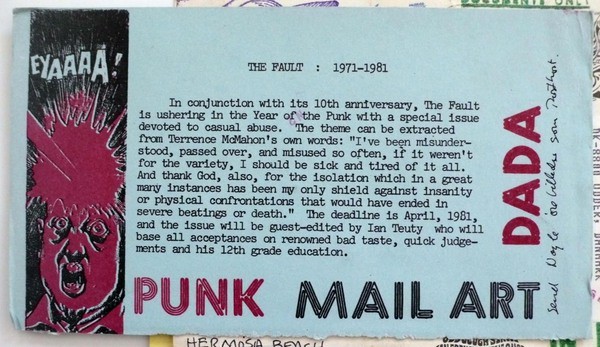 EYAAAA!
THE FAULT : 1971-1981
In conjunction with its 10th anniversary, The Fault
is ushering in the Year of the Punk with a special issue
devoted to casual abuse. The theme can be extracted
from Terrence McMahon's own words: "I've been misunder-
stood, passed over, and misused so often, if it weren't
for the variety, I should be sick and tired of it all.
And thank God, also, for the isolation which in a great
many instances has been my only shield against insanity
or physical confrontations that would have ended in
severe beatings or death." The deadline is April, 1981,
and the issue will be guest-edited by Ian Teuty who will
base all acceptances on renowned bad taste, quick judge-
ments and his 12th grade education.
PUNK MAIL ART
DADA
send
HERMOSA BEACH
ONLY